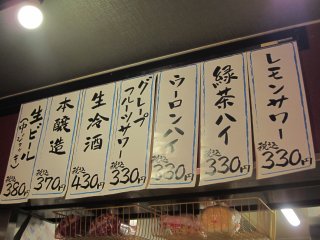 レモンサワー
税込
330円
緑茶ハイ
税込
330円
ウーロンハイ
税込
330円
グレープ
フルーツサワー
税込
330円
生冷酒
税込
430円
本醸造
税込
370円
生ビール
税込
380円